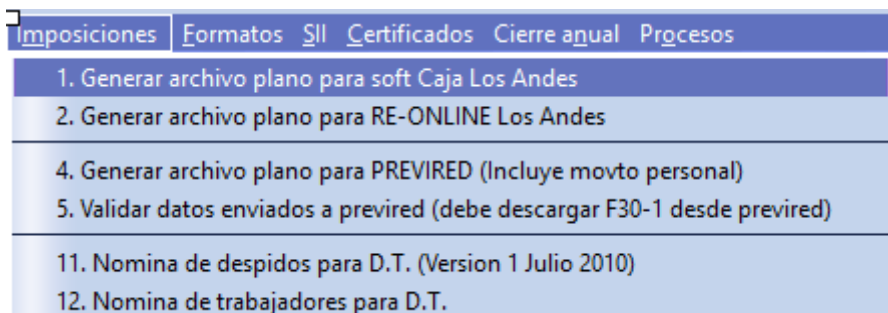 Imposiciones Formatos SII Certificados Cierre anual Procesos
1. Generar archivo plano para soft Caja Los Andes
2. Generar archivo plano para RE-ONLINE Los Andes
4. Generar archivo plano para PREVIRED (Incluye movto personal)
5. Validar datos enviados a previred (debe descargar F30-1 desde previred)
11. Nomina de despidos para D.T. (Version 1 Julio 2010)
12. Nomina de trabajadores para D.T.